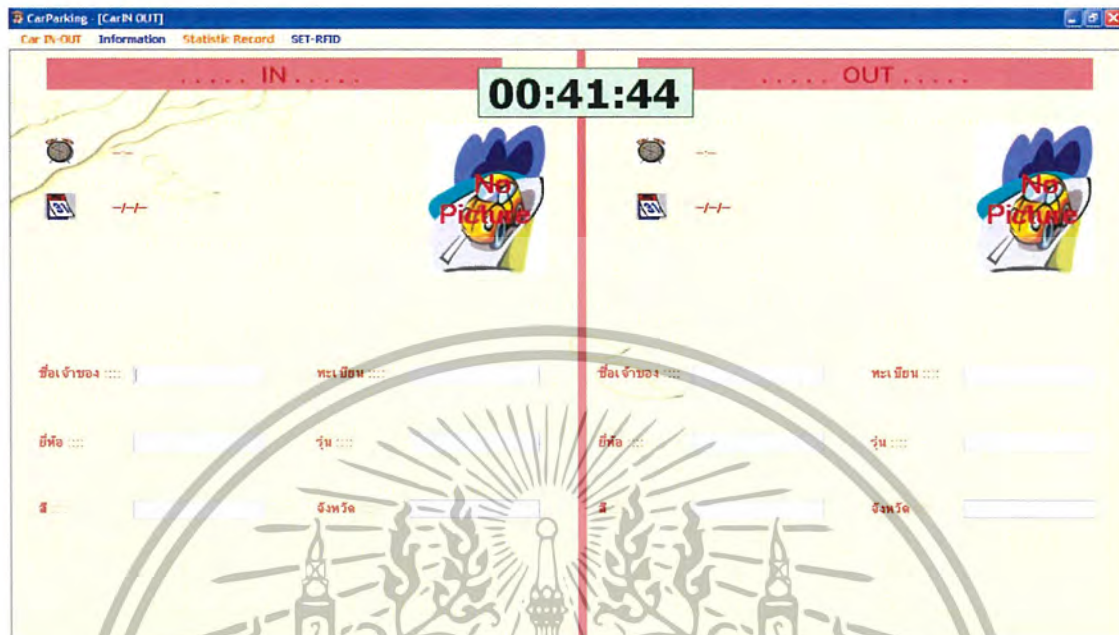 CarParking - [CarIN OUT]
Car IN-OUT Information Statistic Record SET-RFID
. . . . . IN . . . . .
00:41:44
. . . . . OUT . . . . .
--:--
--:--
31
--/--/--
31
--/--/--
No Picture
No Picture
ชื่อเจ้าของ :::: ทะเบียน :::: ชื่อเจ้าของ :::: ทะเบียน ::::
ยี่ห้อ :::: รุ่น :::: ยี่ห้อ :::: รุ่น ::::
สี :::: จังหวัด สี :::: จังหวัด